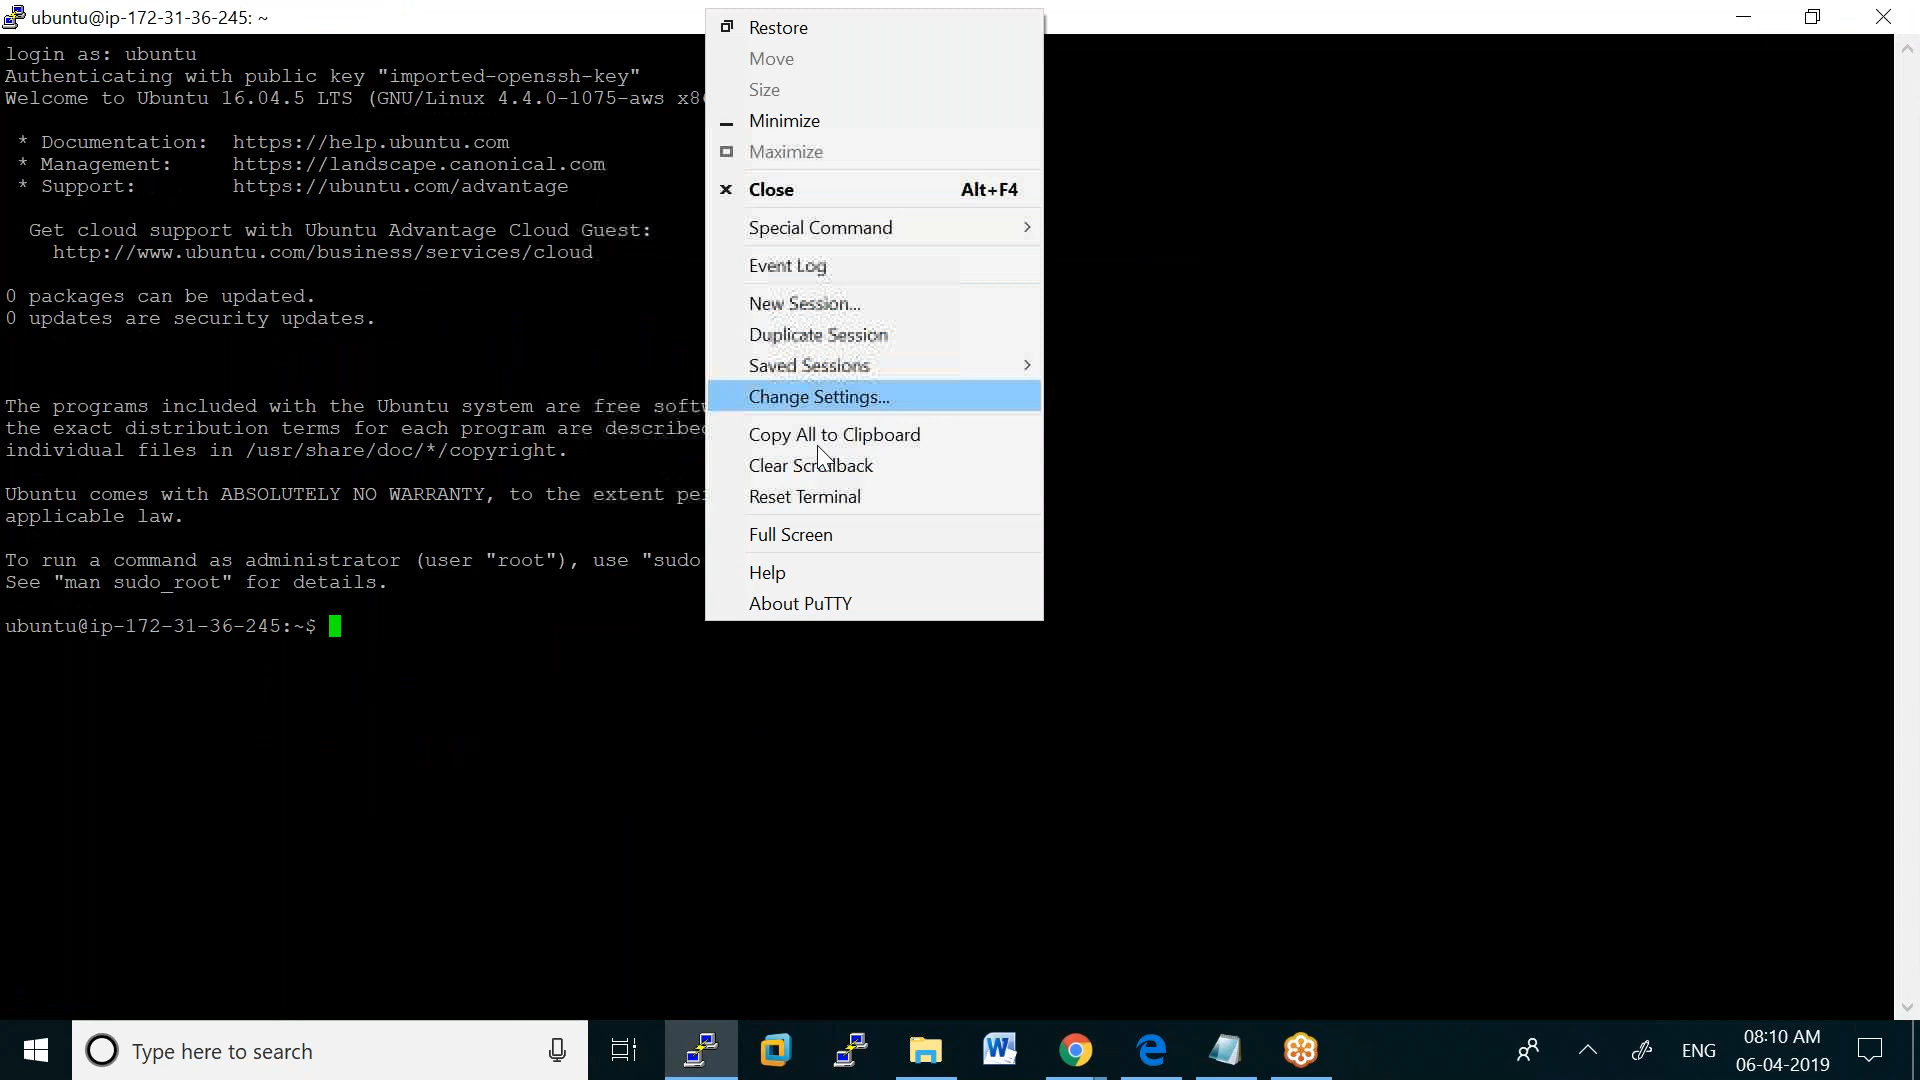 ubuntu@ip-172-31-36-245: ~
login as: ubuntu
Authenticating with public key "imported-openssh-key"
Welcome to Ubuntu 16.04.5 LTS (GNU/Linux 4.4.0-1075-aws x8
* Documentation: https://help.ubuntu.com
* Management: https://landscape.canonical.com
* Support: https://ubuntu.com/advantage
Get cloud support with Ubuntu Advantage Cloud Guest:
http://www.ubuntu.com/business/services/cloud
0 packages can be updated.
0 updates are security updates.
The programs included with the Ubuntu system are free soft
the exact distribution terms for each program are described
individual files in /usr/share/doc/*/copyright.
Ubuntu comes with ABSOLUTELY NO WARRANTY, to the extent pe
applicable law.
To run a command as administrator (user "root"), use "sudo
See "man sudo_root" for details.
ubuntu@ip-172-31-36-245:~$
Restore
Move
Size
Minimize
Maximize
Close Alt+F4
Special Command
Event Log
New Session...
Duplicate Session
Saved Sessions
Change Settings...
Copy All to Clipboard
Clear Scrollback
Reset Terminal
Full Screen
Help
About PuTTY
Type here to search
ENG
08:10 AM
06-04-2019